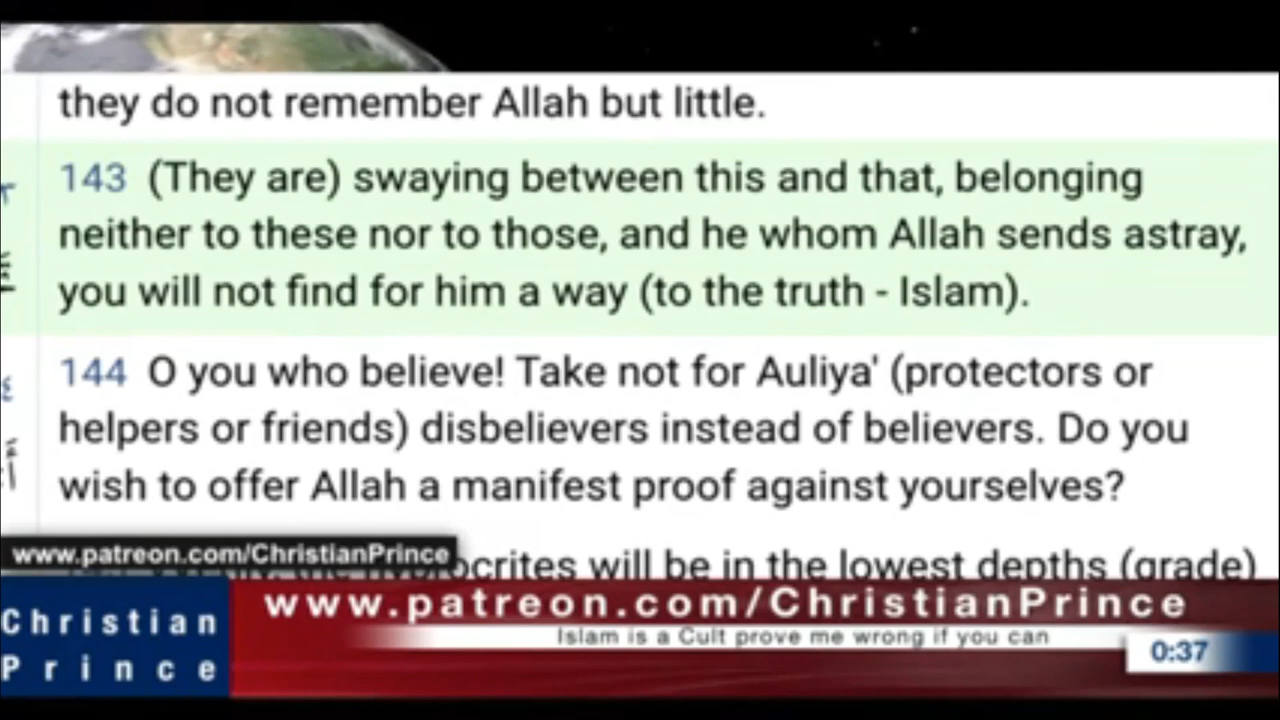 they do not remember Allah but little.
143 (They are) swaying between this and that, belonging
neither to these nor to those, and he whom Allah sends astray,
you will not find for him a way (to the truth - Islam).
144 O you who believe! Take not for Auliya' (protectors or
helpers or friends) disbelievers instead of believers. Do you
wish to offer Allah a manifest proof against yourselves?
hypocrites will be in the lowest depths (grade)
www.patreon.com/ChristianPrince
www.patreon.com/ChristianPrince
Islam is a Cult prove me wrong if you can
Christian
Prince
0:37